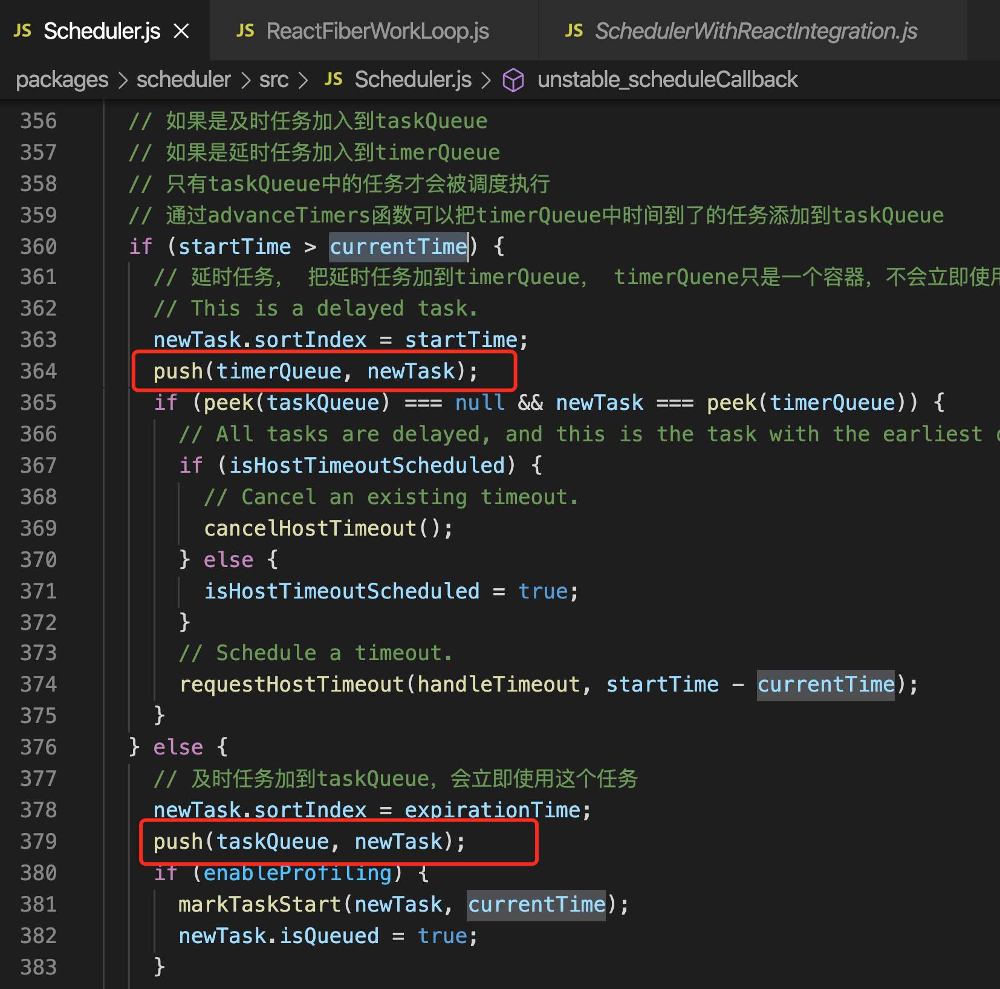 JS Scheduler.js
JS ReactFiberWorkLoop.js
JS SchedulerWithReactIntegration.js
packages > scheduler > src > JS Scheduler.js > unstable_scheduleCallback
356 // 如果是及时任务加入到taskQueue
357 // 如果是延时任务加入到timerQueue
358 // 只有taskQueue中的任务才会被调度执行
359 // 通过advanceTimers函数可以把timerQueue中时间到了的任务添加到taskQueue
360 if (startTime > currentTime) {
361 // 延时任务， 把延时任务加到timerQueue， timerQuene只是一个容器，不会立即使用
362 // This is a delayed task.
363 newTask.sortIndex = startTime;
364 push(timerQueue, newTask);
365 if (peek(taskQueue) === null && newTask === peek(timerQueue)) {
366 // All tasks are delayed, and this is the task with the earliest
367 if (isHostTimeoutScheduled) {
368 // Cancel an existing timeout.
369 cancelHostTimeout();
370 } else {
371 isHostTimeoutScheduled = true;
372 }
373 // Schedule a timeout.
374 requestHostTimeout(handleTimeout, startTime - currentTime);
375 }
376 } else {
377 // 及时任务加到taskQueue，会立即使用这个任务
378 newTask.sortIndex = expirationTime;
379 push(taskQueue, newTask);
380 if (enableProfiling) {
381 markTaskStart(newTask, currentTime);
382 newTask.isQueued = true;
383 }